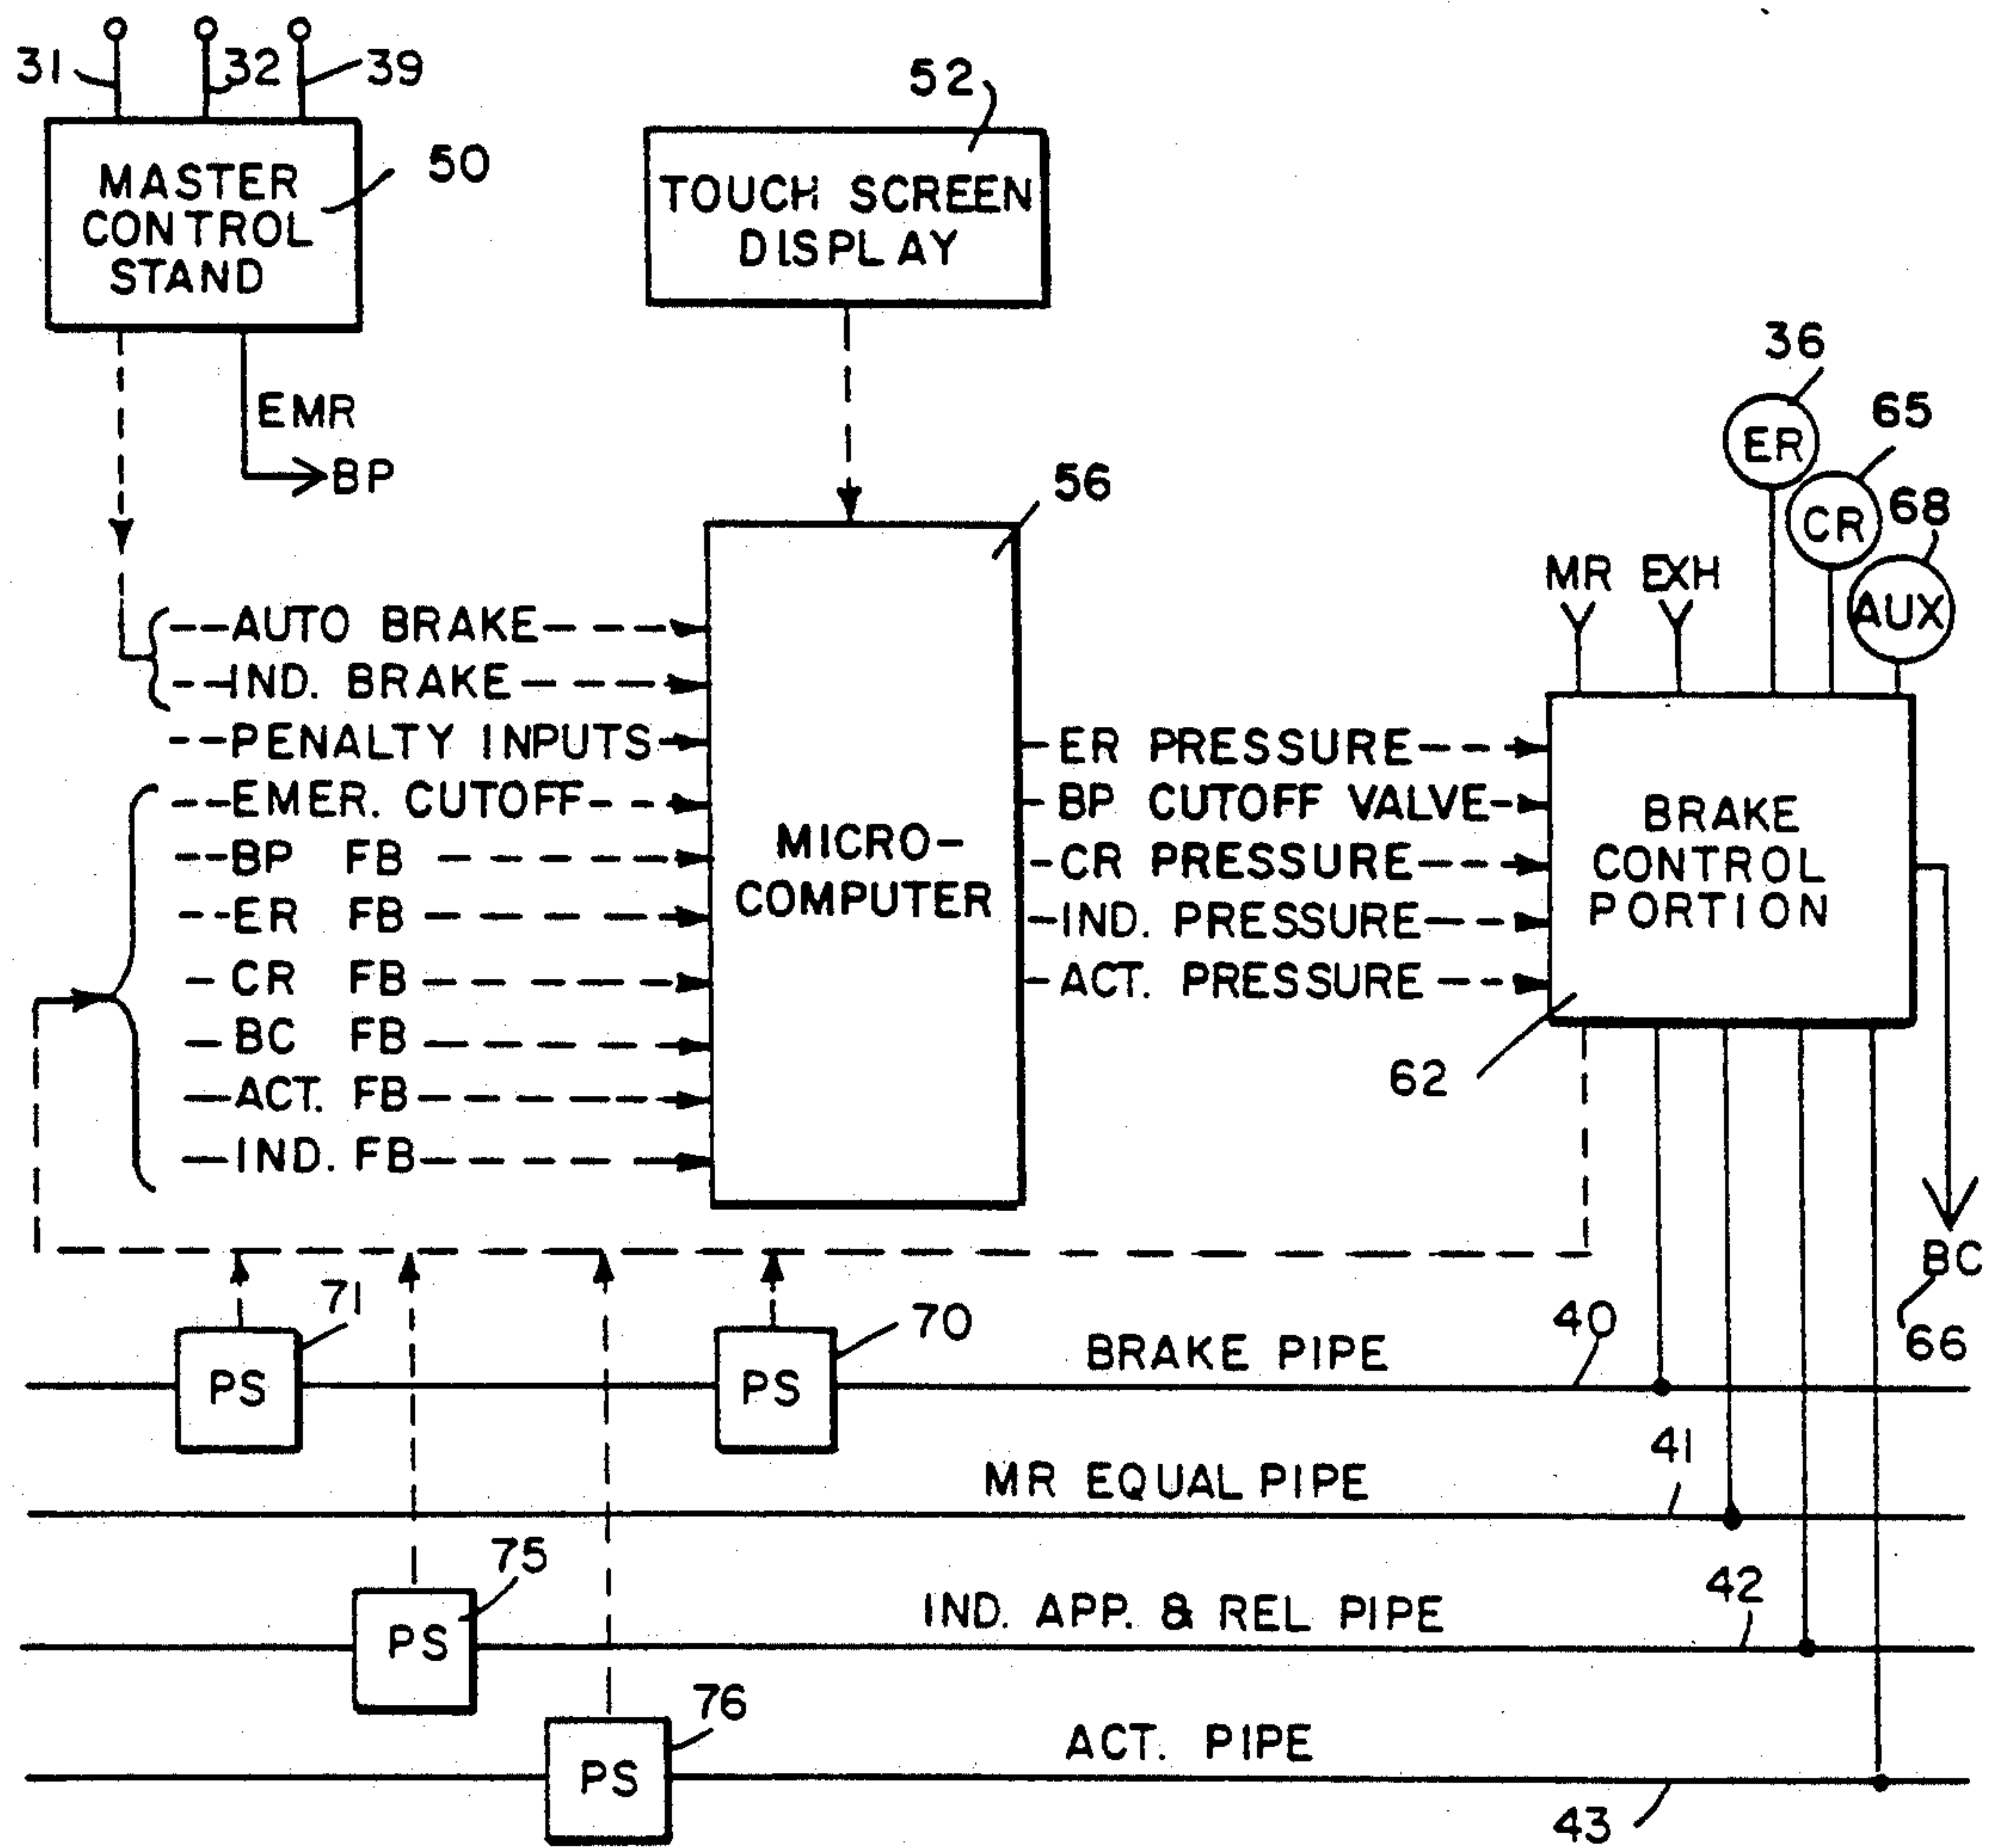 31
32
39
MASTER
CONTROL
STAND
50
EMR
BP
52
TOUCH SCREEN
DISPLAY
36
ER
65
CR
68
AUX
MR EXH
56
MICRO-
COMPUTER
AUTO BRAKE
IND. BRAKE
PENALTY INPUTS
EMER. CUTOFF
BP FB
ER FB
CR FB
BC FB
ACT. FB
IND. FB
ER PRESSURE
BP CUTOFF VALVE
CR PRESSURE
IND. PRESSURE
ACT. PRESSURE
BRAKE
CONTROL
PORTION
62
BC
66
71
PS
70
PS
BRAKE PIPE
40
MR EQUAL PIPE
41
75
PS
IND. APP. & REL PIPE
42
76
PS
ACT. PIPE
43